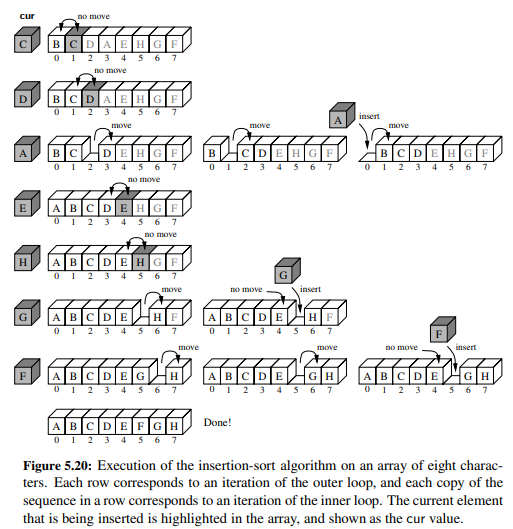 cur no move
C B C D A E H G F
0 1 2 3 4 5 6 7
no move
D B C D A E H G F
0 1 2 3 4 5 6 7
move move A insert move
A B C D E H G F B C D E H G F B C D E H G F
0 1 2 3 4 5 6 7 0 1 2 3 4 5 6 7 0 1 2 3 4 5 6 7
no move
E A B C D E H G F
0 1 2 3 4 5 6 7
no move
H A B C D E H G F
0 1 2 3 4 5 6 7
G
move no move insert
G A B C D E H F A B C D E H F
0 1 2 3 4 5 6 7 0 1 2 3 4 5 6 7
F
move move no move insert
F A B C D E G H A B C D E G H A B C D E G H
0 1 2 3 4 5 6 7 0 1 2 3 4 5 6 7 0 1 2 3 4 5 6 7
A B C D E F G H Done!
0 1 2 3 4 5 6 7
Figure 5.20: Execution of the insertion-sort algorithm on an array of eight charac-
ters. Each row corresponds to an iteration of the outer loop, and each copy of the
sequence in a row corresponds to an iteration of the inner loop. The current element
that is being inserted is highlighted in the array, and shown as the cur value.